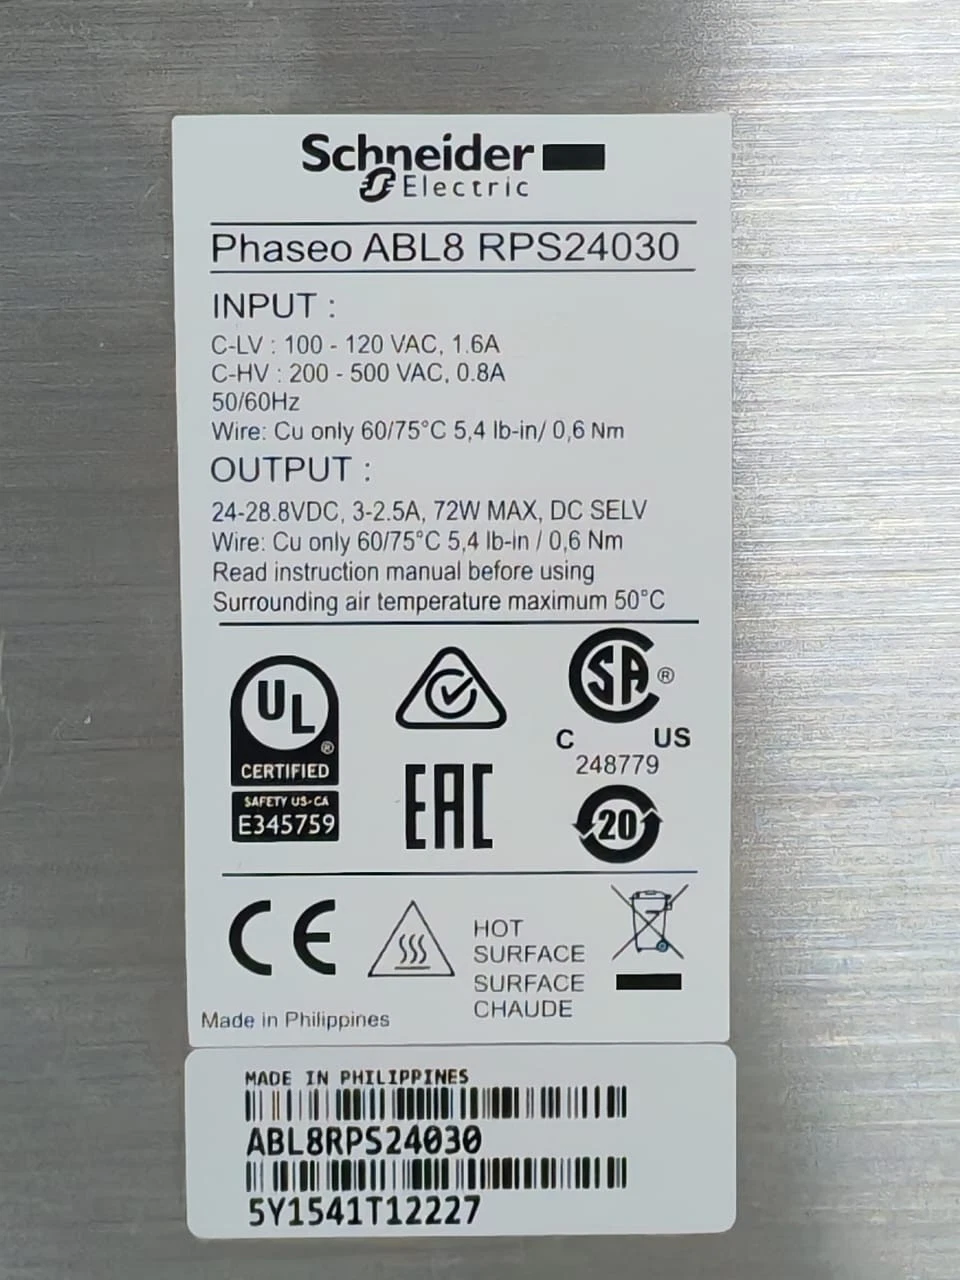 Schneider
Electric
Phaseo ABL8 RPS24030
INPUT :
C-LV : 100 - 120 VAC, 1.6A
C-HV : 200 - 500 VAC, 0.8A
50/60Hz
Wire: Cu only 60/75°C 5,4 lb-in/ 0,6 Nm
OUTPUT :
24-28.8VDC, 3-2.5A, 72W MAX, DC SELV
Wire: Cu only 60/75°C 5,4 lb-in / 0,6 Nm
Read instruction manual before using
Surrounding air temperature maximum 50°C
UL ®
CERTIFIED
SAFETY US-CA
E345759
EAC
SA ®
C US
248779
20
CE
HOT
SURFACE
SURFACE
CHAUDE
Made in Philippines
MADE IN PHILIPPINES
ABL8RPS24030
5Y1541T12227